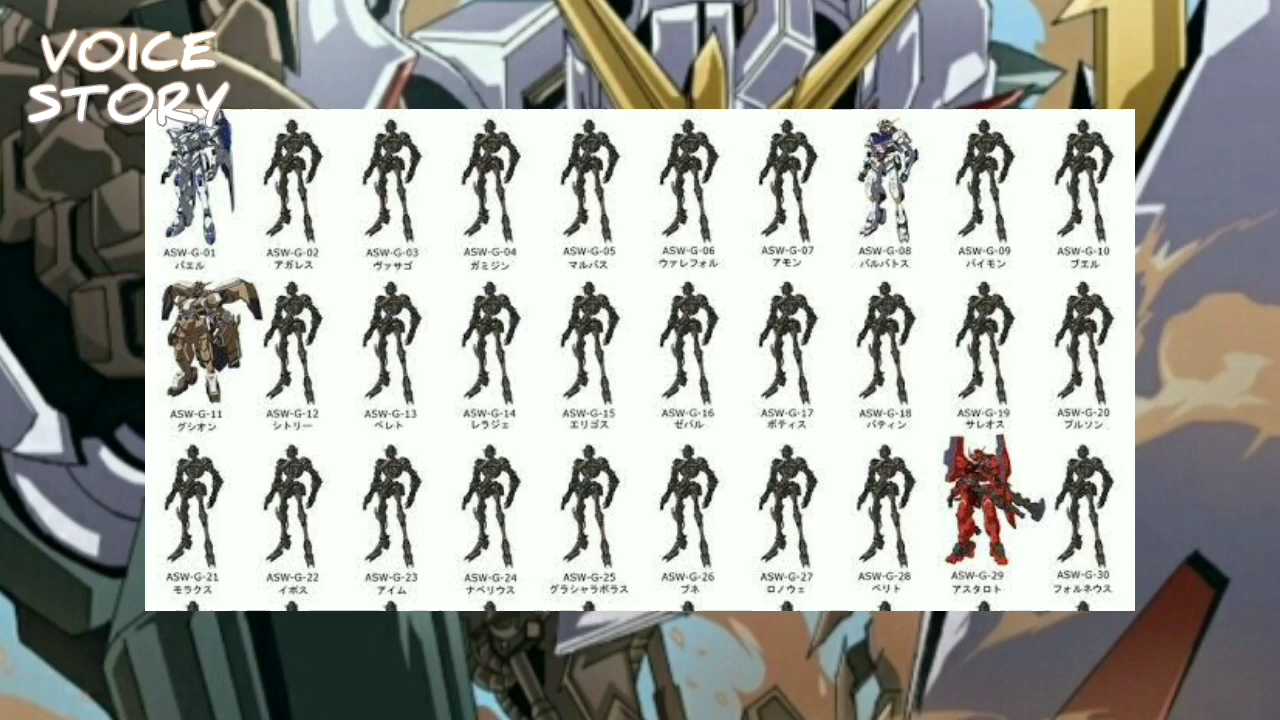 VOICE
STORY
ASW-G-01 ASW-G-02 ASW-G-03 ASW-G-04 ASW-G-05 ASW-G-06 ASW-G-07 ASW-G-08 ASW-G-09 ASW-G-10
バエル アガレス ヴァサゴ ガミジン マルバス ウァレフォル アモン バルバトス パイモン ブエル
ASW-G-11 ASW-G-12 ASW-G-13 ASW-G-14 ASW-G-15 ASW-G-16 ASW-G-17 ASW-G-18 ASW-G-19 ASW-G-20
グシオン シトリー ベレト レラジェ エリゴス ゼパル ボティス バティン サレオス プルソン
ASW-G-21 ASW-G-22 ASW-G-23 ASW-G-24 ASW-G-25 ASW-G-26 ASW-G-27 ASW-G-28 ASW-G-29 ASW-G-30
モラクス イポス アイム ナベリウス グラシャラボラス ブネ ロノウェ ベリト アスタロト フォルネウス